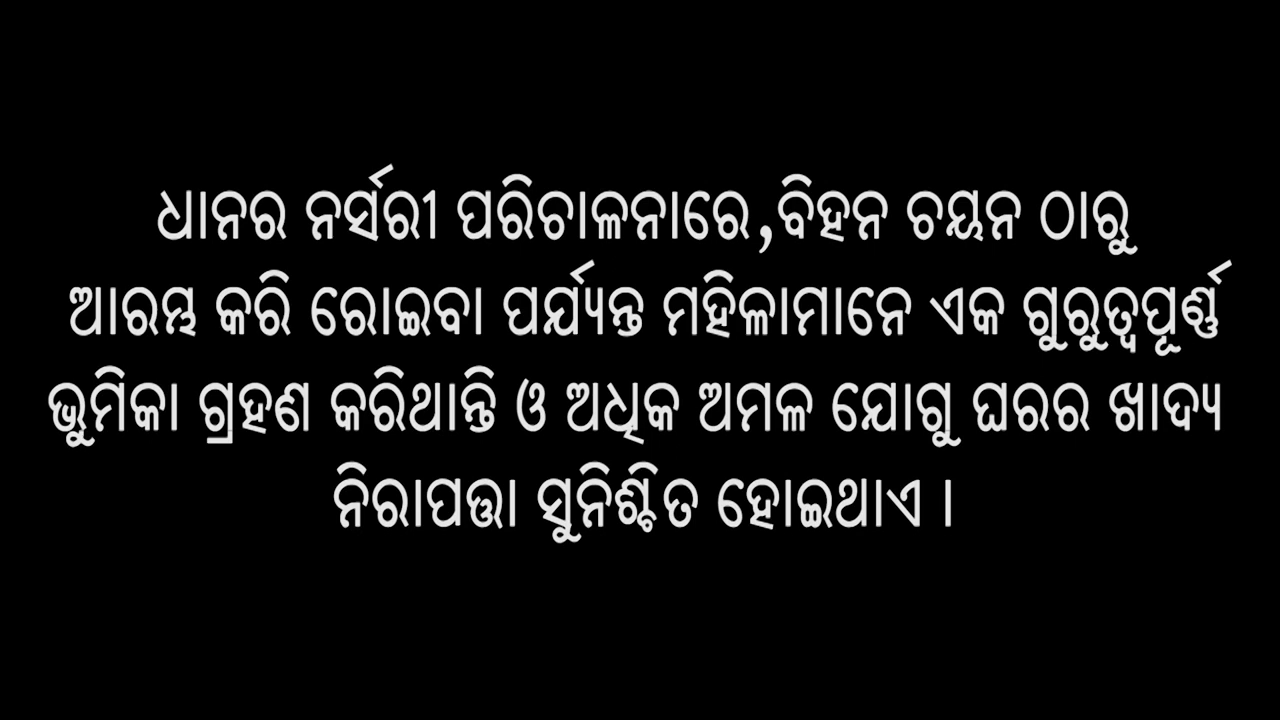 ଧାନର ନର୍ସରୀ ପରିଚାଳନାରେ,ବିହନ ଚୟନ ଠାରୁ
ଆରମ୍ଭ କରି ରୋଇବା ପର୍ଯ୍ୟନ୍ତ ମହିଳାମାନେ ଏକ ଗୁରୁତ୍ୱପୂର୍ଣ୍ଣ
ଭୁମିକା ଗ୍ରହଣ କରିଥାନ୍ତି ଓ ଅଧିକ ଅମଳ ଯୋଗୁ ଘରର ଖାଦ୍ୟ
ନିରାପତ୍ତା ସୁନିଶ୍ଚିତ ହୋଇଥାଏ ।